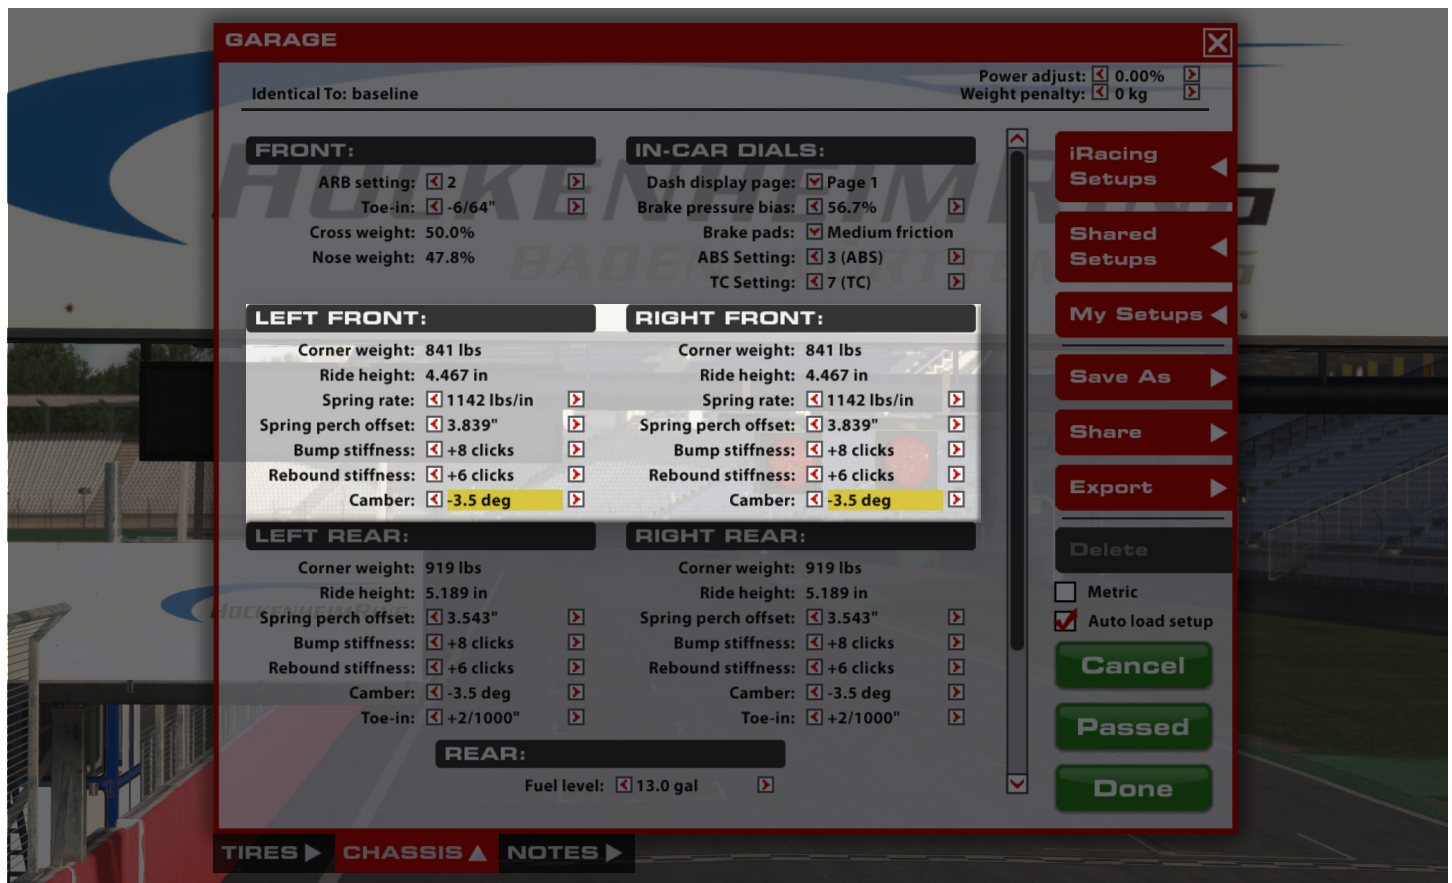 GARAGE
Identical To: baseline
Power adjust: 0.00%
Weight penalty: 0 kg
FRONT:
ARB setting: 2
Toe-in: -6/64"
Cross weight: 50.0%
Nose weight: 47.8%
IN-CAR DIALS:
Dash display page: Page 1
Brake pressure bias: 56.7%
Brake pads: Medium friction
ABS Setting: 3 (ABS)
TC Setting: 7 (TC)
LEFT FRONT:
Corner weight: 841 lbs
Ride height: 4.467 in
Spring rate: 1142 lbs/in
Spring perch offset: 3.839"
Bump stiffness: +8 clicks
Rebound stiffness: +6 clicks
Camber: -3.5 deg
RIGHT FRONT:
Corner weight: 841 lbs
Ride height: 4.467 in
Spring rate: 1142 lbs/in
Spring perch offset: 3.839"
Bump stiffness: +8 clicks
Rebound stiffness: +6 clicks
Camber: -3.5 deg
LEFT REAR:
Corner weight: 919 lbs
Ride height: 5.189 in
Spring perch offset: 3.543"
Bump stiffness: +8 clicks
Rebound stiffness: +6 clicks
Camber: -3.5 deg
Toe-in: +2/1000"
RIGHT REAR:
Corner weight: 919 lbs
Ride height: 5.189 in
Spring perch offset: 3.543"
Bump stiffness: +8 clicks
Rebound stiffness: +6 clicks
Camber: -3.5 deg
Toe-in: +2/1000"
REAR:
Fuel level: 13.0 gal
iRacing
Setups
Shared
Setups
My Setups
Save As
Share
Export
Delete
Metric
Auto load setup
Cancel
Passed
Done
TIRES CHASSIS NOTES
HOCKENHEIMRING
HOCKENHEIMRING